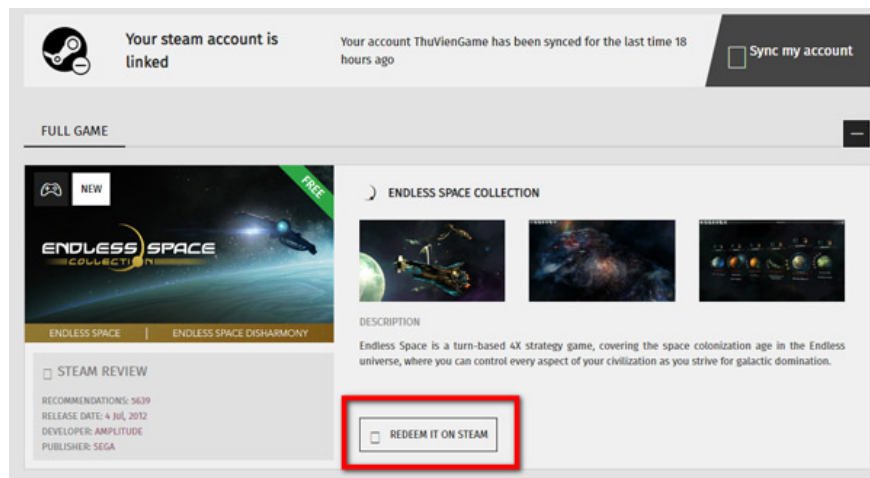 Your steam account is
linked
Your account ThuVienGame has been synced for the last time 18
hours ago
Sync my account
FULL GAME
NEW
FREE
ENDLESS SPACE
COLLECTION
ENDLESS SPACE | ENDLESS SPACE DISHARMONY
STEAM REVIEW
RECOMMENDATIONS: 5639
RELEASE DATE: 4 Jul, 2012
DEVELOPER: AMPLITUDE
PUBLISHER: SEGA
ENDLESS SPACE COLLECTION
DESCRIPTION
Endless Space is a turn-based 4X strategy game, covering the space colonization age in the Endless
universe, where you can control every aspect of your civilization as you strive for galactic domination.
REDEEM IT ON STEAM